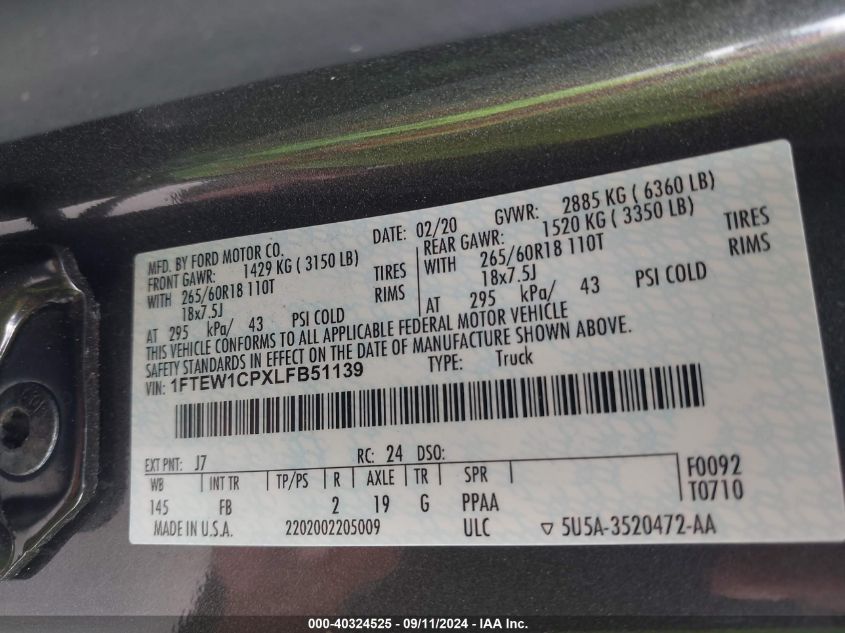 MFD. BY FORD MOTOR CO. DATE: 02/20 GVWR: 2885 KG ( 6360 LB)
FRONT GAWR: 1429 KG ( 3150 LB) REAR GAWR: 1520 KG ( 3350 LB)
WITH 265/60R18 110T TIRES WITH 265/60R18 110T TIRES
18x7.5J RIMS 18x7.5J RIMS
AT 295 kPa/ 43 PSI COLD AT 295 kPa/ 43 PSI COLD
THIS VEHICLE CONFORMS TO ALL APPLICABLE FEDERAL MOTOR VEHICLE
SAFETY STANDARDS IN EFFECT ON THE DATE OF MANUFACTURE SHOWN ABOVE.
VIN: 1FTEW1CPXLFB51139 TYPE: Truck
EXT PNT: J7 RC: 24 DSO:
WB INT TR TP/PS R AXLE TR SPR F0092
145 FB 2 19 G PPAA T0710
MADE IN U.S.A. 2202002205009 ULC ▽ 5U5A-3520472-AA
000-40324525 - 09/11/2024 - IAA Inc.